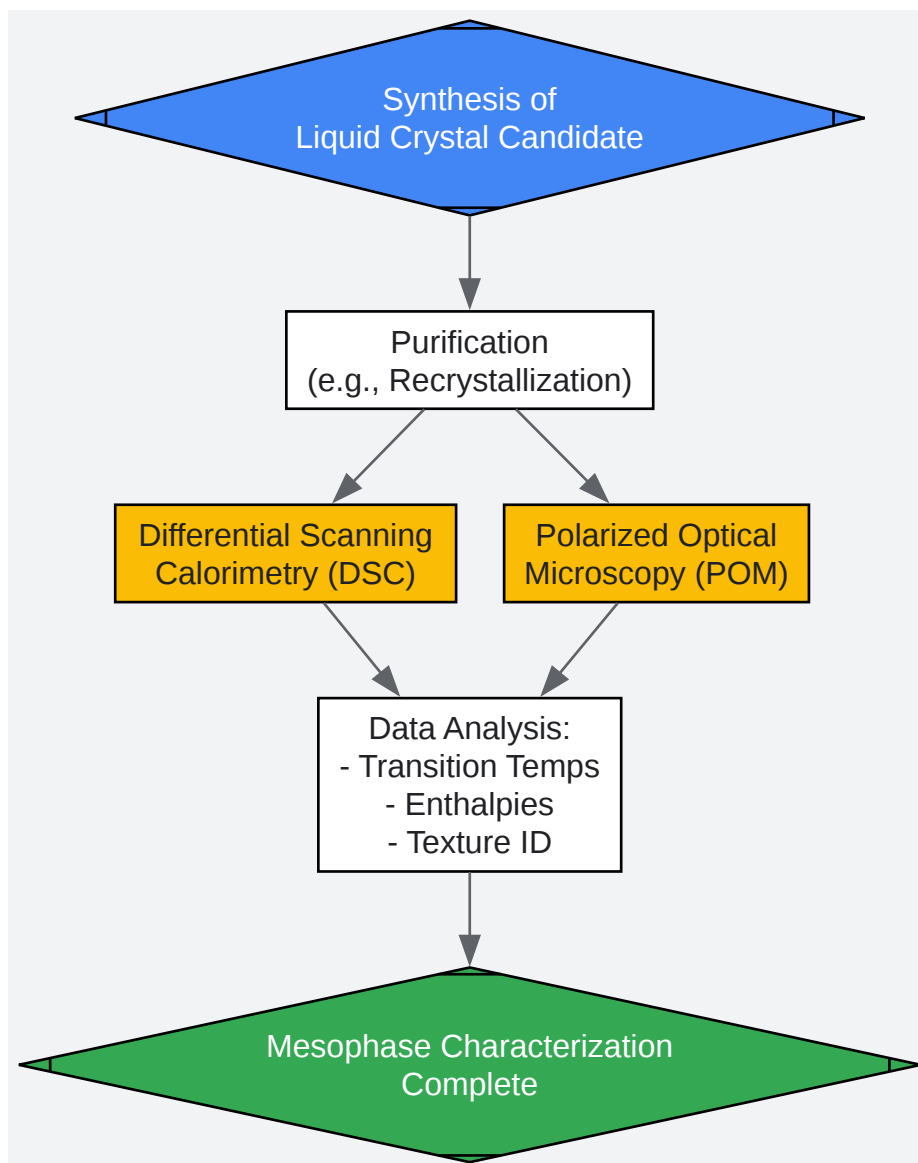 Synthesis of
Liquid Crystal Candidate
Purification
(e.g., Recrystallization)
Differential Scanning
Calorimetry (DSC)
Polarized Optical
Microscopy (POM)
Data Analysis:
- Transition Temps
- Enthalpies
- Texture ID
Mesophase Characterization
Complete